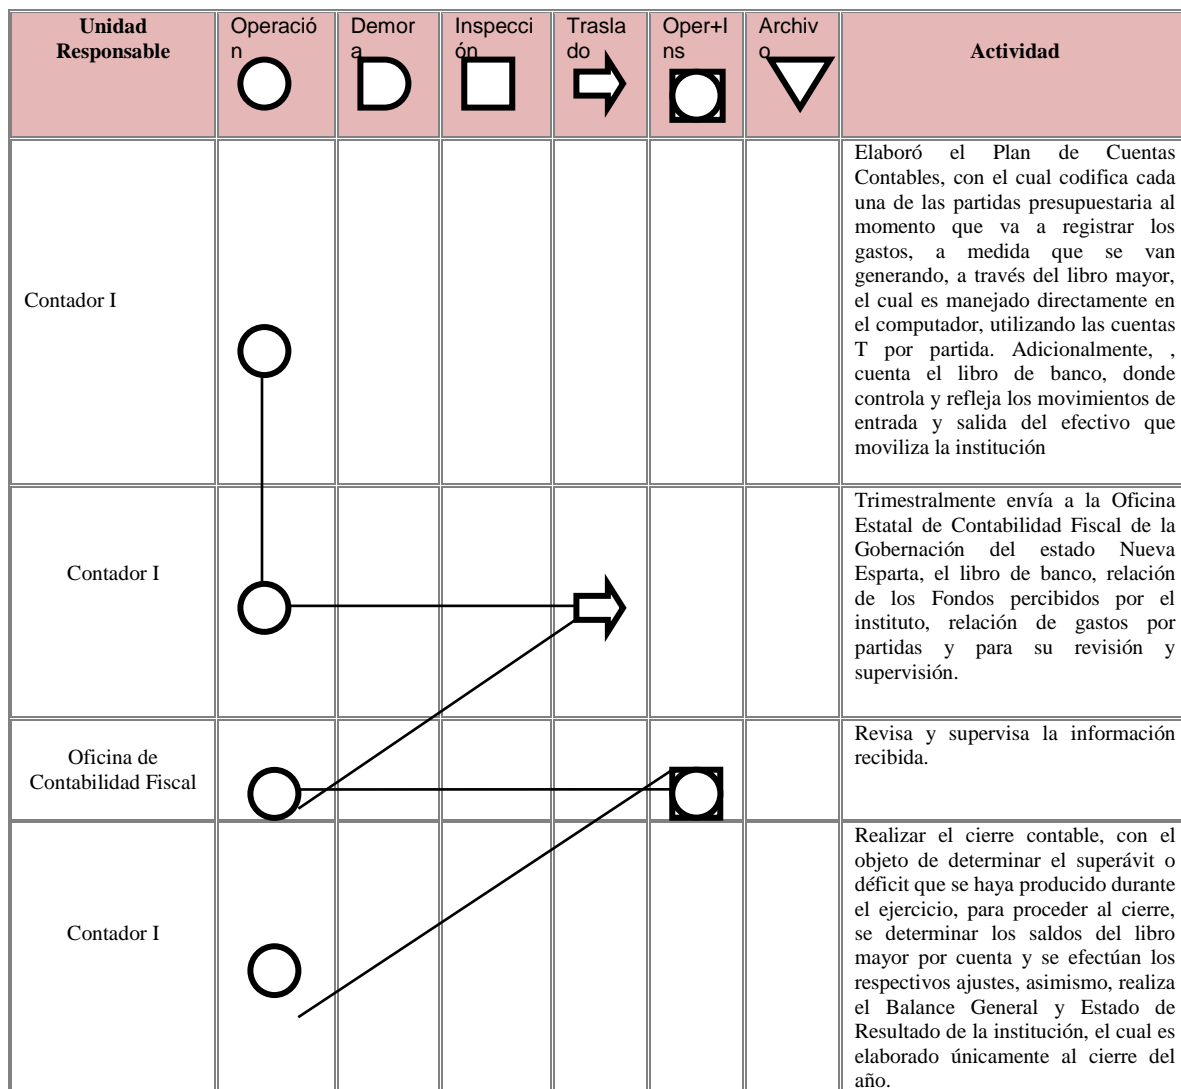 Unidad
Responsable
Operació
n
Demor
a
Inspecci
ón
Trasla
do
Oper+I
ns
Archiv
o
Actividad
Contador I
Elaboró el Plan de Cuentas
Contables, con el cual codifica cada
una de las partidas presupuestaria al
momento que va a registrar los
gastos, a medida que se van
generando, a través del libro mayor,
el cual es manejado directamente en
el computador, utilizando las cuentas
T por partida. Adicionalmente, ,
cuenta el libro de banco, donde
controla y refleja los movimientos de
entrada y salida del efectivo que
moviliza la institución
Contador I
Trimestralmente envía a la Oficina
Estatal de Contabilidad Fiscal de la
Gobernación del estado Nueva
Esparta, el libro de banco, relación
de los Fondos percibidos por el
instituto, relación de gastos por
partidas y para su revisión y
supervisión.
Oficina de
Contabilidad Fiscal
Revisa y supervisa la información
recibida.
Contador I
Realizar el cierre contable, con el
objeto de determinar el superávit o
déficit que se haya producido durante
el ejercicio, para proceder al cierre,
se determinar los saldos del libro
mayor por cuenta y se efectúan los
respectivos ajustes, asimismo, realiza
el Balance General y Estado de
Resultado de la institución, el cual es
elaborado únicamente al cierre del
año.